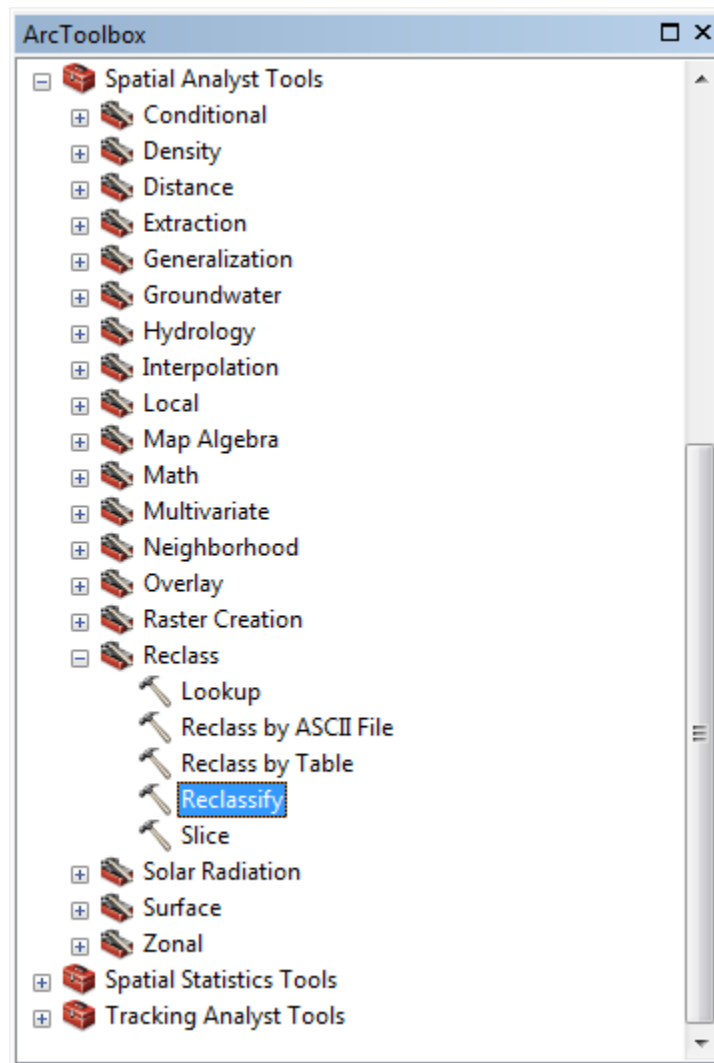 ArcToolbox
Spatial Analyst Tools
Conditional
Density
Distance
Extraction
Generalization
Groundwater
Hydrology
Interpolation
Local
Map Algebra
Math
Multivariate
Neighborhood
Overlay
Raster Creation
Reclass
Lookup
Reclass by ASCII File
Reclass by Table
Reclassify
Slice
Solar Radiation
Surface
Zonal
Spatial Statistics Tools
Tracking Analyst Tools